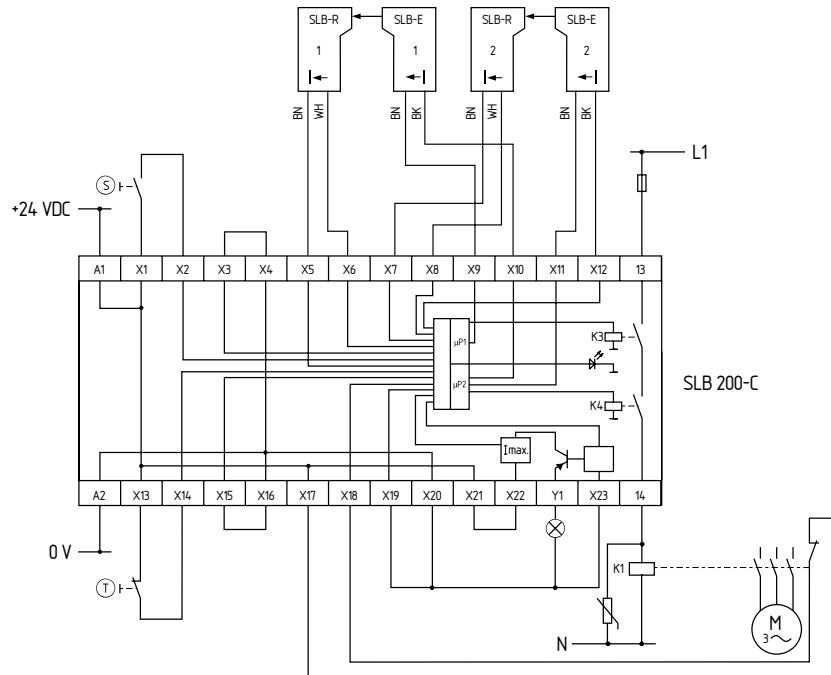 SLB-R SLB-E SLB-R SLB-E
1 1 2 2
BN WH BN BK BN WH BN BK
L1
S
+24 VDC
A1 X1 X2 X3 X4 X5 X6 X7 X8 X9 X10 X11 X12 13
µP1
K3
µP2
K4
SLB 200-C
Imax.
A2 X13 X14 X15 X16 X17 X18 X19 X20 X21 X22 Y1 X23 14
0 V
T
K1
M
3
N